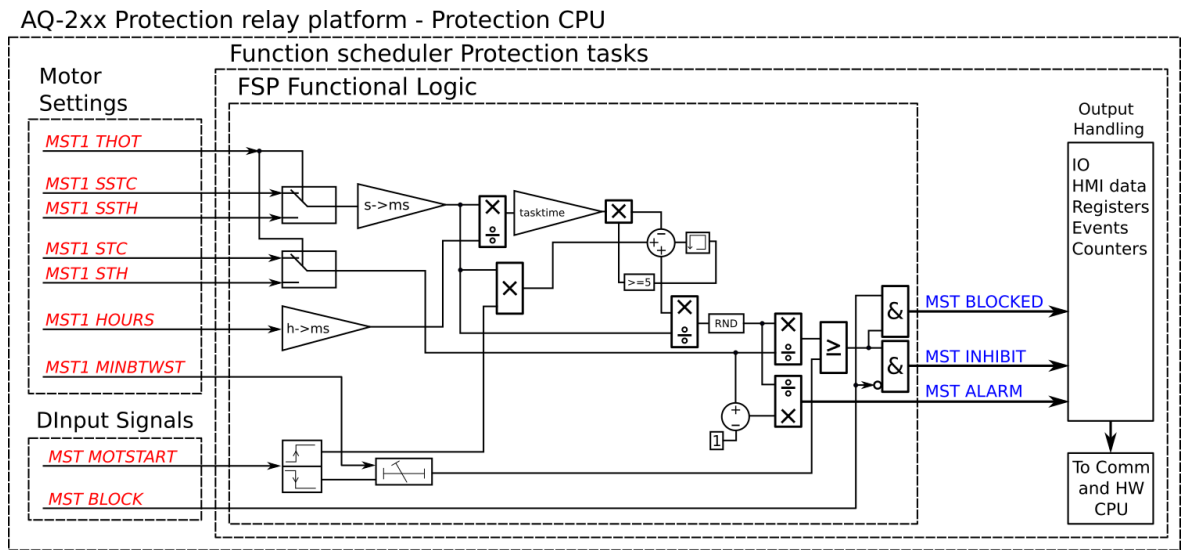 AQ-2xx Protection relay platform - Protection CPU
Function scheduler Protection tasks
FSP Functional Logic
Motor
Settings
MST1 THOT
MST1 SSTC
MST1 SSTH
MST1 STC
MST1 STH
MST1 HOURS
MST1 MINBTWST
DInput Signals
MST MOTSTART
MST BLOCK
s->ms
h->ms
×
÷
tasktime
×
−
+
+
>=5
×
×
÷
RND
×
÷
≥
÷
×
+
−
1
&
&
MST BLOCKED
MST INHIBIT
MST ALARM
Output
Handling
IO
HMI data
Registers
Events
Counters
To Comm
and HW
CPU